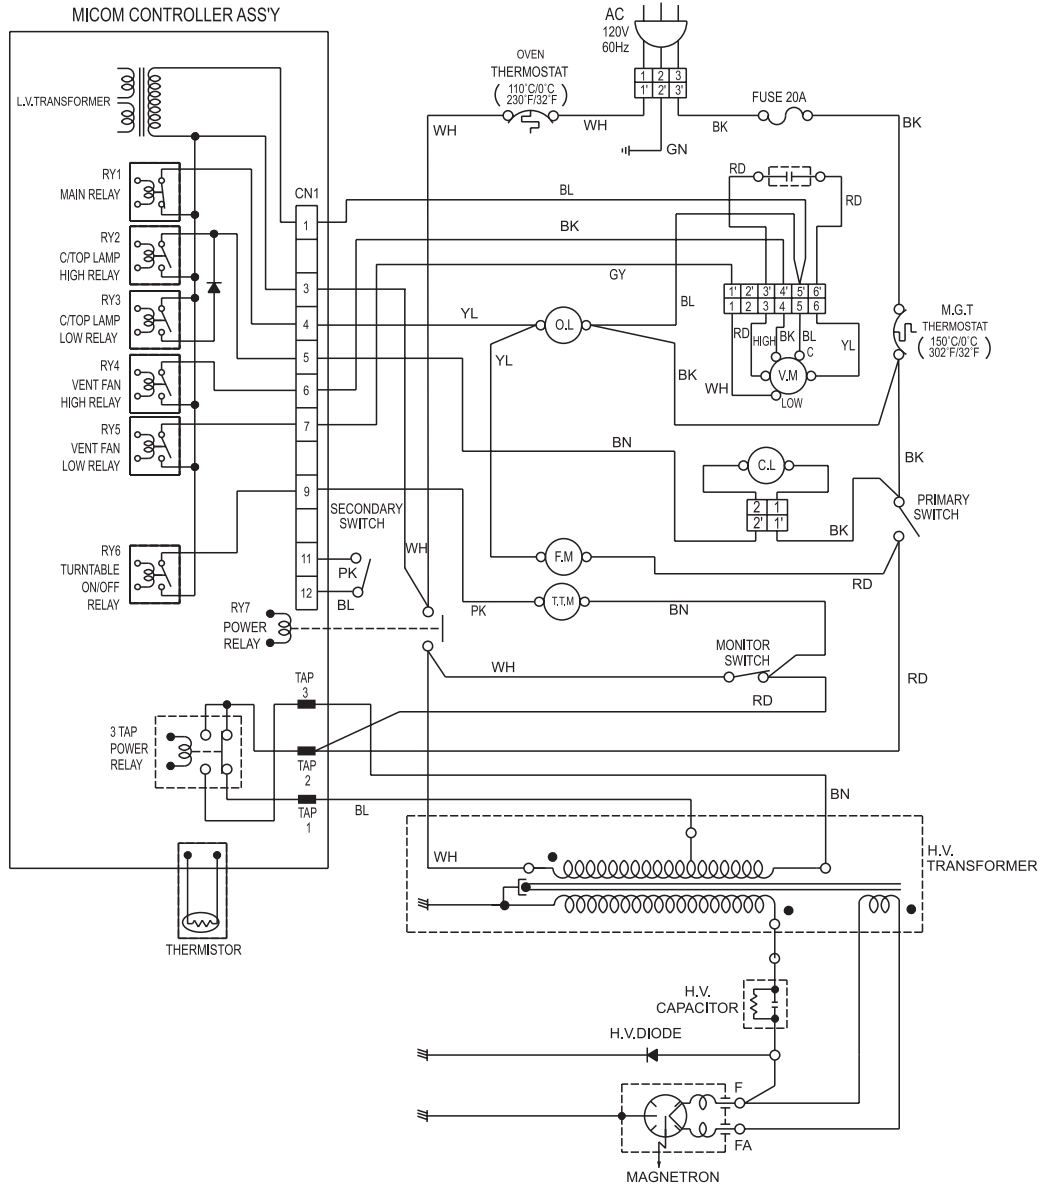 MICOM CONTROLLER ASS'Y
AC
120V
60Hz
OVEN
THERMOSTAT
( 110°C/0°C )
230°F/32°F
1 2 3
1' 2' 3'
FUSE 20A
WH
WH
BK
BK
GN
L.V.TRANSFORMER
RY1
MAIN RELAY
CN1
RD
RD
BL
BK
GY
RY2
C/TOP LAMP
HIGH RELAY
RY3
C/TOP LAMP
LOW RELAY
RY4
VENT FAN
HIGH RELAY
RY5
VENT FAN
LOW RELAY
RY6
TURNTABLE
ON/OFF
RELAY
1
3
4
5
6
7
9
11
12
YL
O.L
BL
YL
BK
1' 2' 3' 4' 5' 6'
1 2 3 4 5 6
RD
HIGH
BK
BL
C
YL
V.M
WH
LOW
M.G.T
THERMOSTAT
( 150°C/0°C )
302°F/32°F
BN
BK
C.L
2 1
2' 1'
BK
PRIMARY
SWITCH
SECONDARY
SWITCH
PK
BL
WH
F.M
RD
T.T.M
PK
BN
RY7
POWER
RELAY
MONITOR
SWITCH
WH
RD
RD
TAP
3
3 TAP
POWER
RELAY
TAP
2
TAP
1
BL
BN
WH
H.V.
TRANSFORMER
THERMISTOR
H.V.
CAPACITOR
H.V.DIODE
F
FA
MAGNETRON